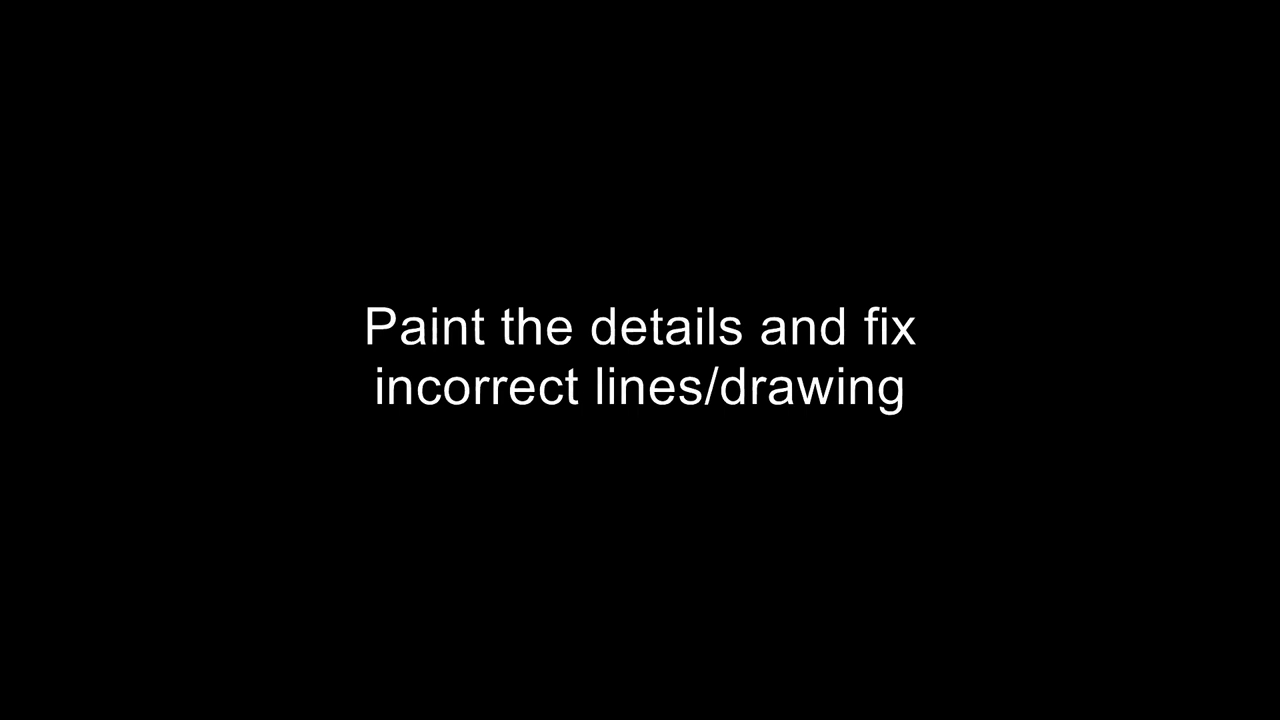 Paint the details and fix
incorrect lines/drawing